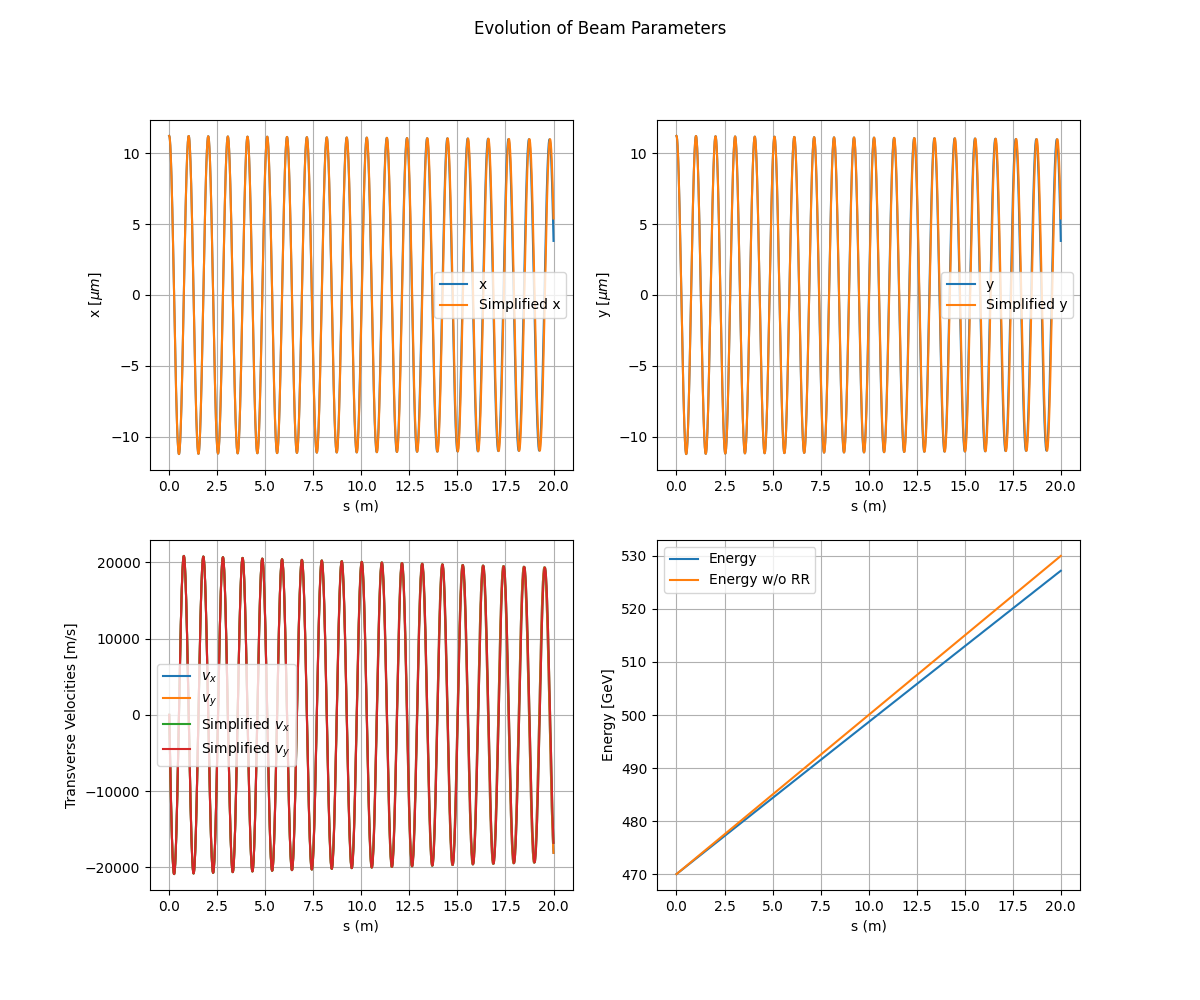 Evolution of Beam Parameters
x [μm]
10
5
0
−5
−10
x
Simplified x
0.0 2.5 5.0 7.5 10.0 12.5 15.0 17.5 20.0
s (m)
y [μm]
10
5
0
−5
−10
y
Simplified y
0.0 2.5 5.0 7.5 10.0 12.5 15.0 17.5 20.0
s (m)
Transverse Velocities [m/s]
20000
10000
0
−10000
−20000
vx
vy
Simplified vx
Simplified vy
0.0 2.5 5.0 7.5 10.0 12.5 15.0 17.5 20.0
s (m)
Energy [GeV]
530
520
510
500
490
480
470
Energy
Energy w/o RR
0.0 2.5 5.0 7.5 10.0 12.5 15.0 17.5 20.0
s (m)